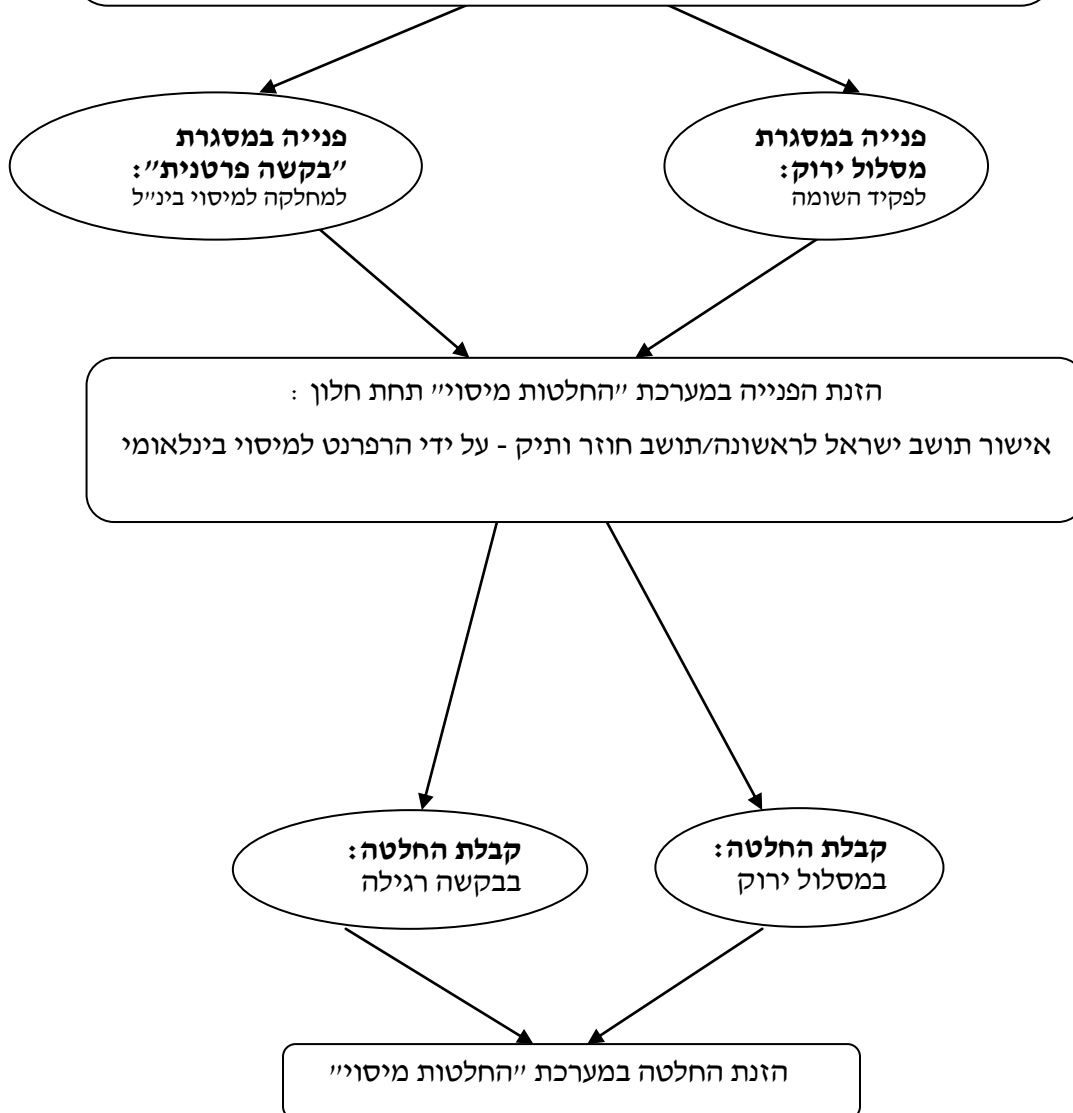 פנייה במסגרת
מסלול ירוק:
לפקיד השומה
פנייה במסגרת
"בקשה פרטנית":
למחלקה למיסוי בינ"ל
הזנת הפנייה במערכת "החלטות מיסוי" תחת חלון :
אישור תושב ישראל לראשונה/תושב חוזר ותיק - על ידי הרפרנט למיסוי בינלאומי
קבלת החלטה:
במסלול ירוק
קבלת החלטה:
בבקשה רגילה
הזנת החלטה במערכת "החלטות מיסוי"